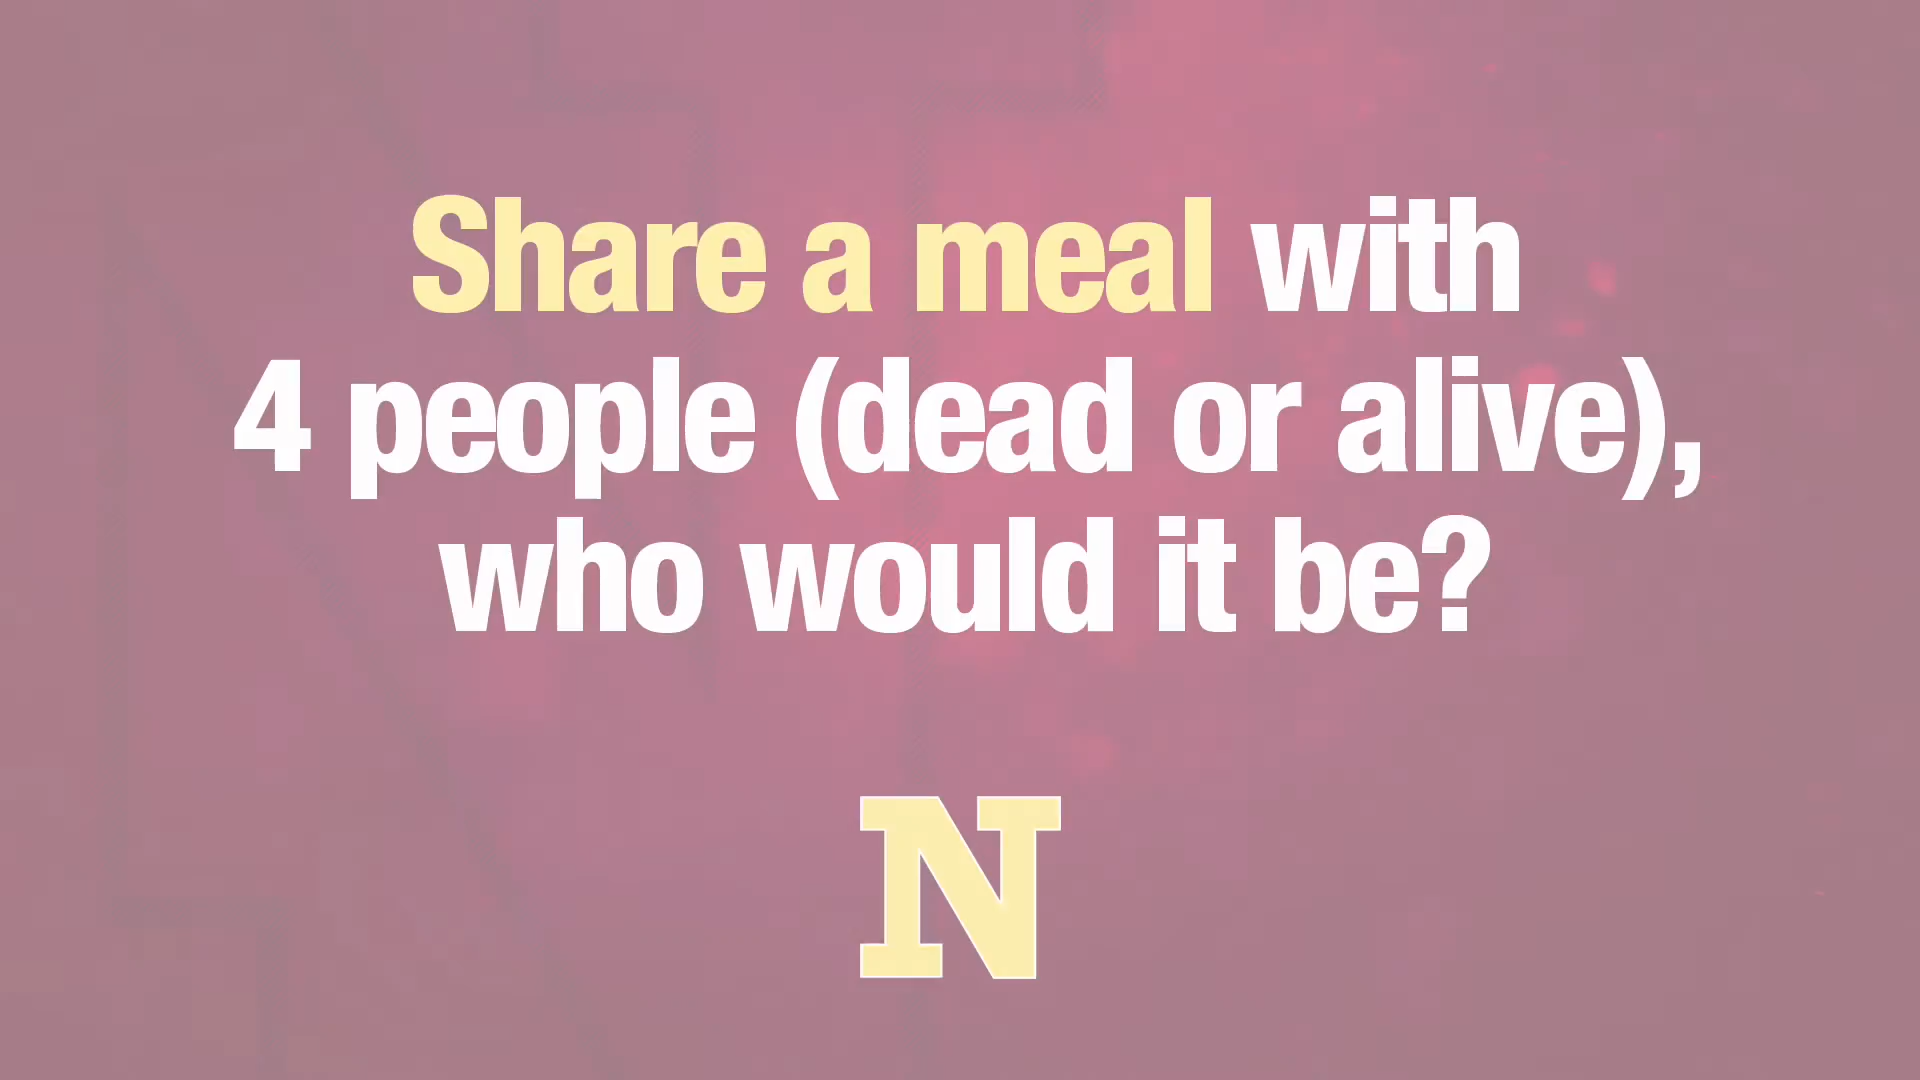 Share a meal with
4 people (dead or alive),
who would it be?
N